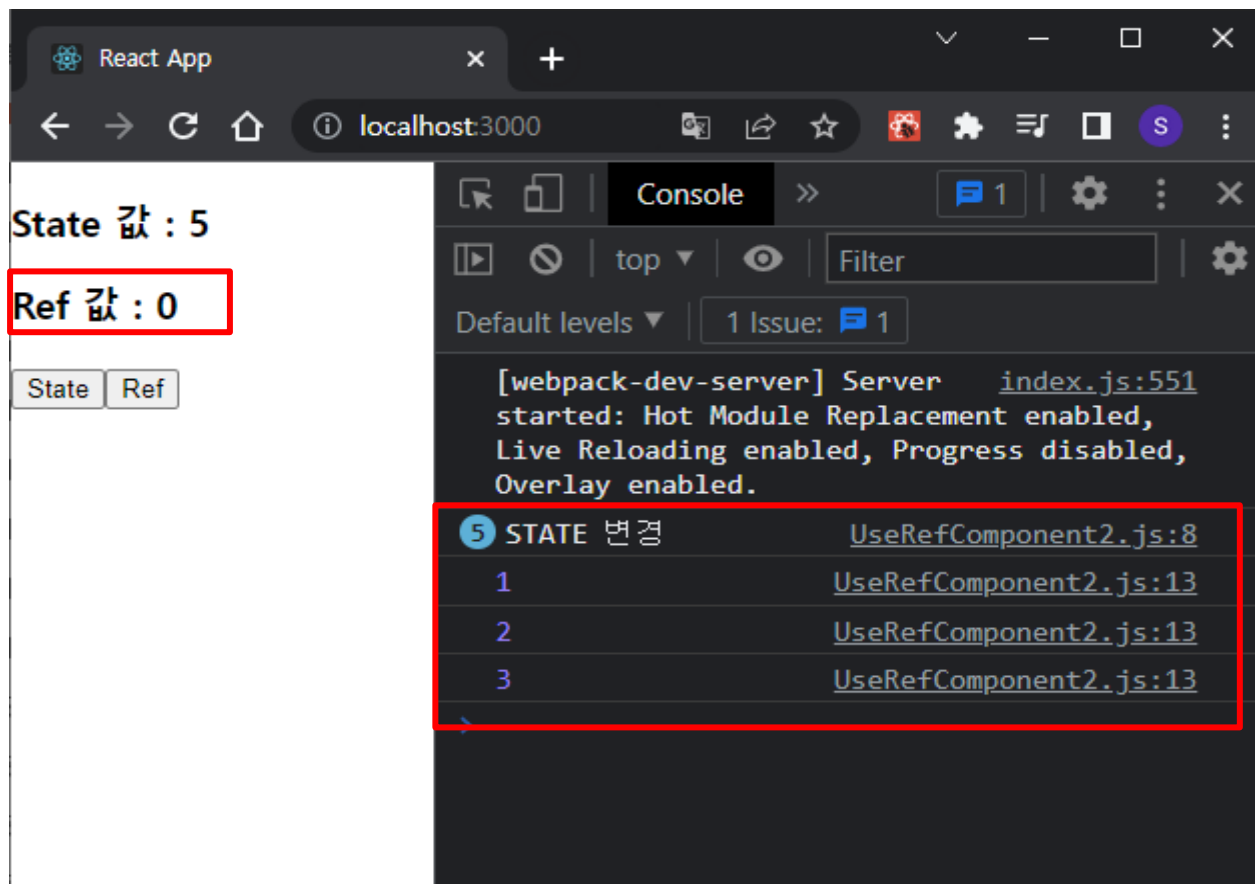 React App
localhost:3000
S
State 값 : 5
Ref 값 : 0
State Ref
Console
1
top
Filter
Default levels
1 Issue: 1
[webpack-dev-server] Server index.js:551
started: Hot Module Replacement enabled,
Live Reloading enabled, Progress disabled,
Overlay enabled.
5 STATE 변경 UseRefComponent2.js:8
1 UseRefComponent2.js:13
2 UseRefComponent2.js:13
3 UseRefComponent2.js:13